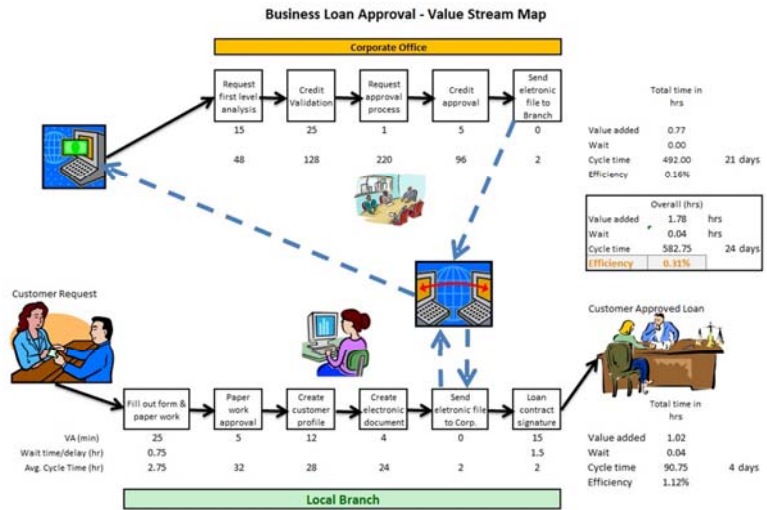 Business Loan Approval - Value Stream Map
Corporate Office
Request first level analysis
Credit Validation
Request approval process
Credit approval
Send eletronic file to Branch
15 25 1 5 0
48 128 220 96 2
Total time in hrs
Value added 0.77
Wait 0.00
Cycle time 492.00 21 days
Efficiency 0.16%
Overall (hrs)
Value added 1.78 hrs
Wait 0.04 hrs
Cycle time 582.75 24 days
Efficiency 0.31%
Customer Request
Customer Approved Loan
Fill out form & paper work
Paper work approval
Create customer profile
Create electronic document
Send eletronic file to Corp.
Loan contract signature
VA (min) 25 5 12 4 0 15
Wait time/delay (hr) 0.75 1.5
Avg. Cycle Time (hr) 2.75 32 28 24 2 2
Total time in hrs
Value added 1.02
Wait 0.04
Cycle time 90.75 4 days
Efficiency 1.12%
Local Branch